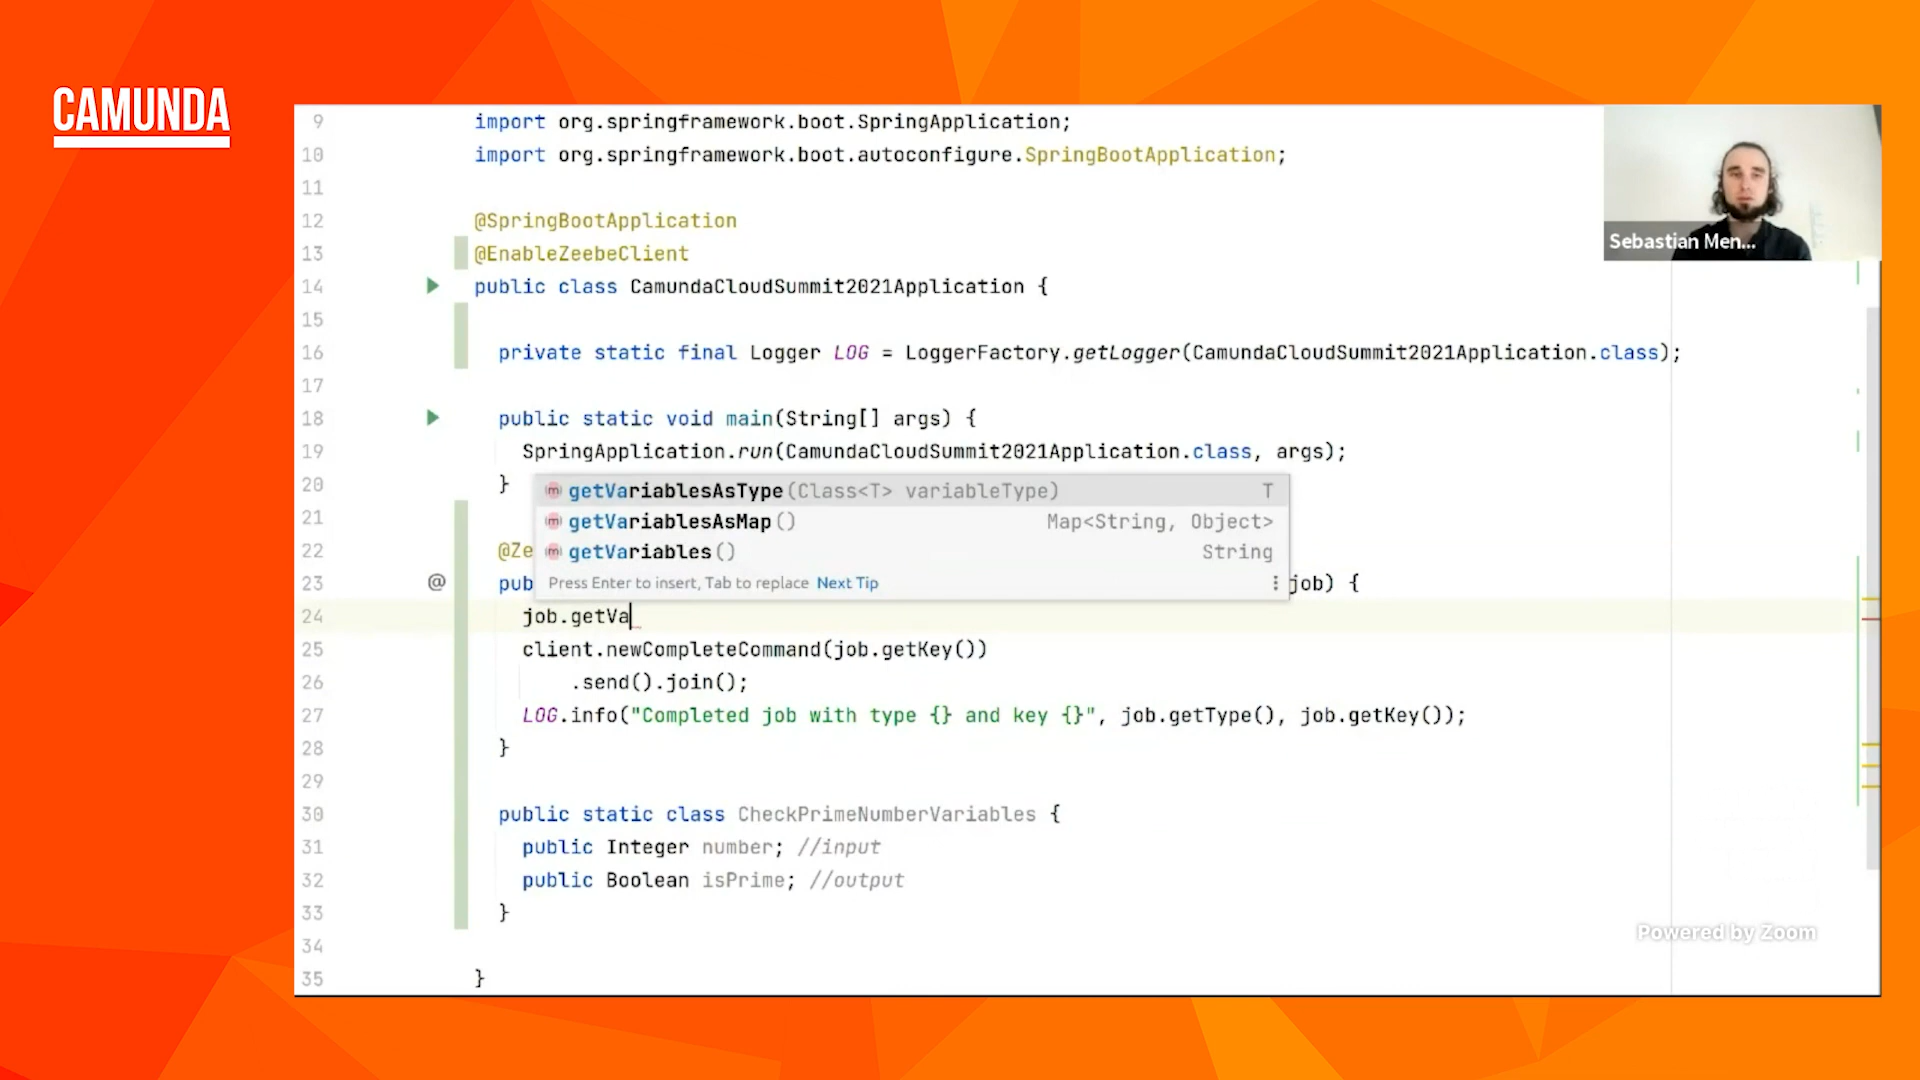 CAMUNDA
9 import org.springframework.boot.SpringApplication;
10 import org.springframework.boot.autoconfigure.SpringBootApplication;
11
12 @SpringBootApplication
13 @EnableZeebeClient
14 public class CamundaCloudSummit2021Application {
15
16 private static final Logger LOG = LoggerFactory.getLogger(CamundaCloudSummit2021Application.class);
17
18 public static void main(String[] args) {
19 SpringApplication.run(CamundaCloudSummit2021Application.class, args);
20 }
getVariablesAsType(Class<T> variableType) T
21
getVariablesAsMap() Map<String, Object>
22 @Ze
getVariables() String
23 @ pub
Press Enter to insert, Tab to replace Next Tip
job) {
24 job.getVa
25 client.newCompleteCommand(job.getKey())
26 .send().join();
27 LOG.info("Completed job with type {} and key {}", job.getType(), job.getKey());
28 }
29
30 public static class CheckPrimeNumberVariables {
31 public Integer number; //input
32 public Boolean isPrime; //output
33 }
34
35 }
Sebastian Men...
Powered by Zoom